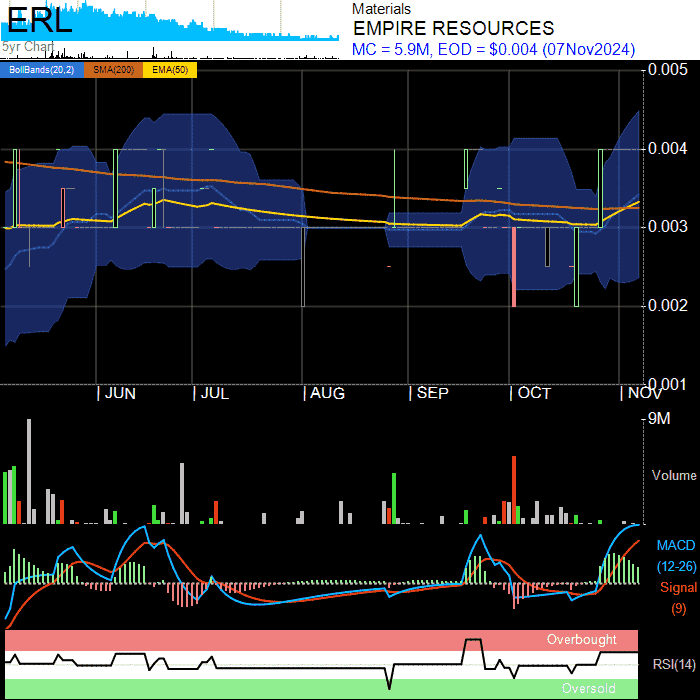 ERL
5yr Chart
Materials
EMPIRE RESOURCES
MC = 5.9M, EOD = $0.004 (07Nov2024)
BollBands(20,2) SMA(200) EMA(50)
0.005
0.004
0.003
0.002
0.001
JUN JUL AUG SEP OCT NOV
9M
Volume
MACD
(12-26)
Signal
(9)
Overbought
RSI(14)
Oversold